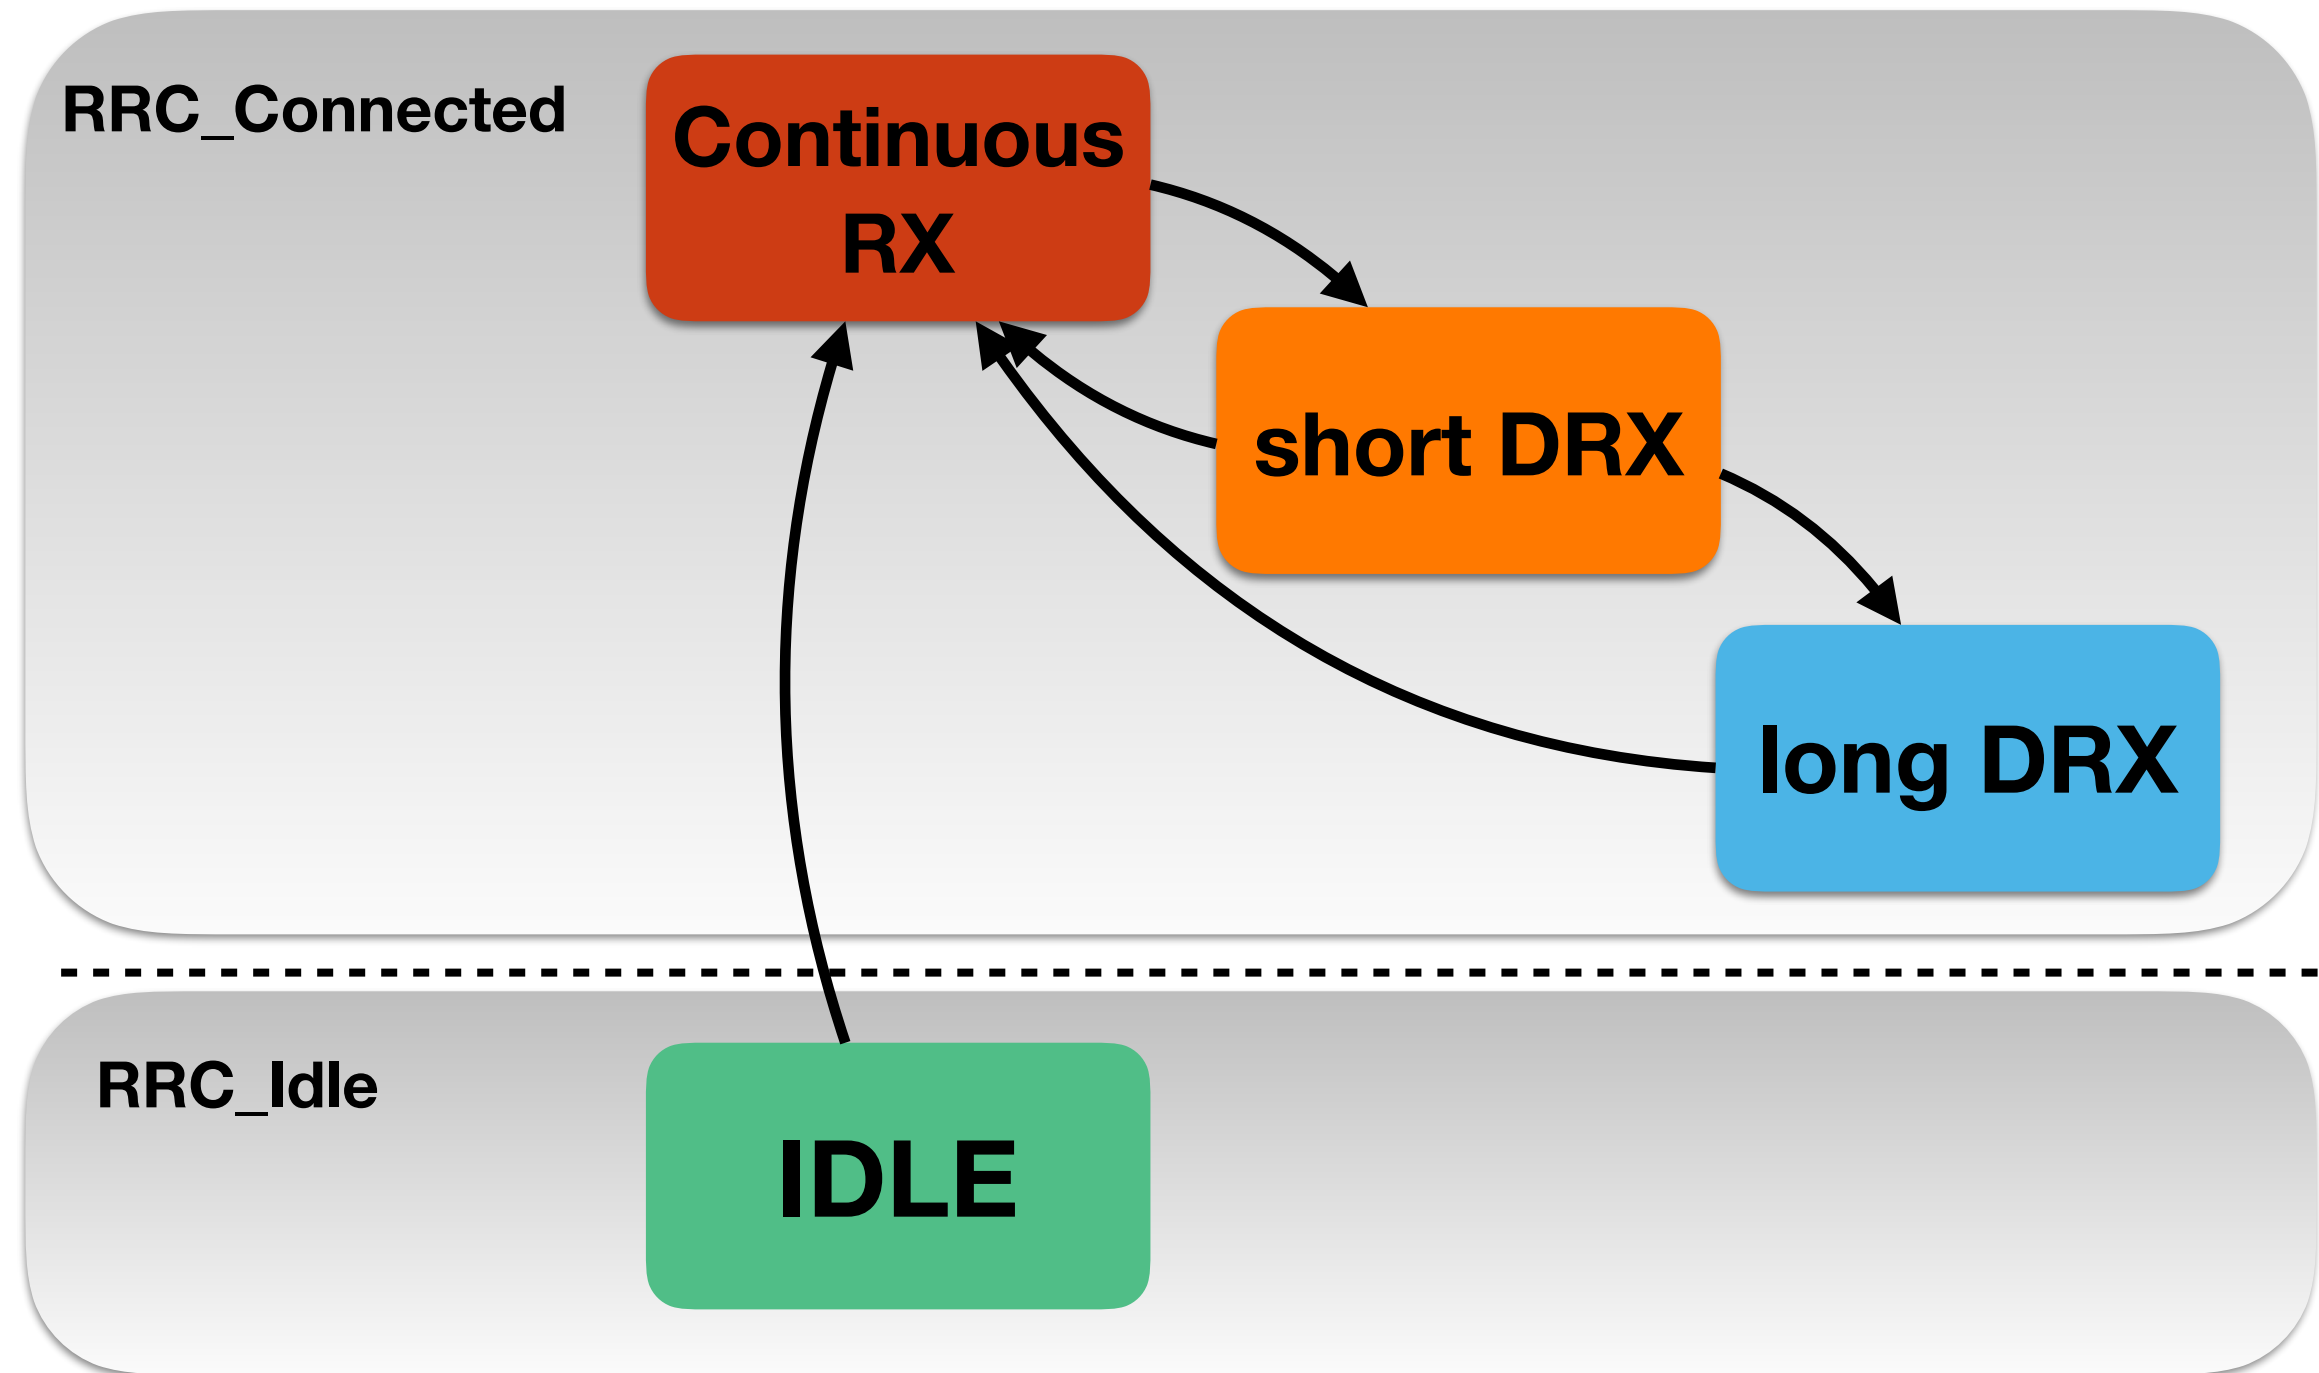 RRC_Connected
Continuous
RX
short DRX
long DRX
RRC_Idle
IDLE